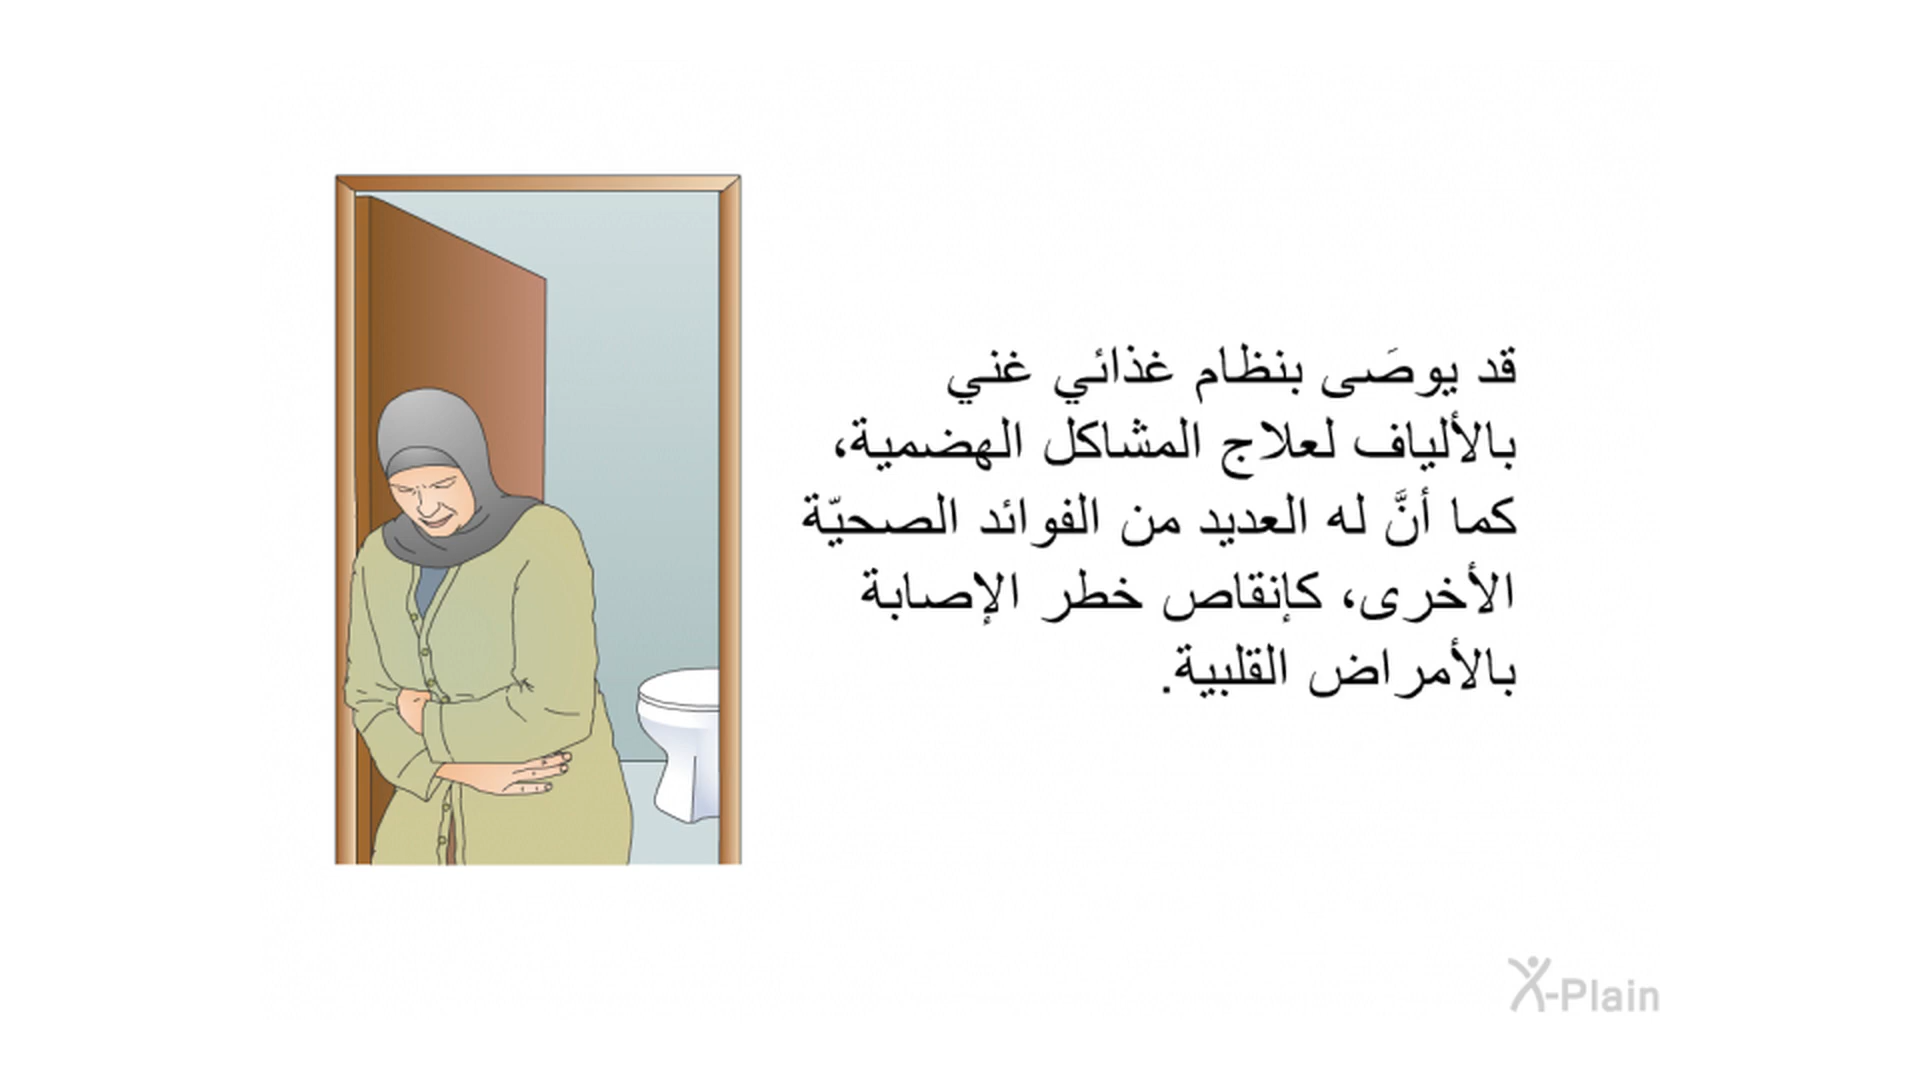 قد يوصَى بنظام غذائي غني
بالألياف لعلاج المشاكل الهضمية،
كما أنَّ له العديد من الفوائد الصحيّة
الأخرى، كإنقاص خطر الإصابة
بالأمراض القلبية.
X-Plain